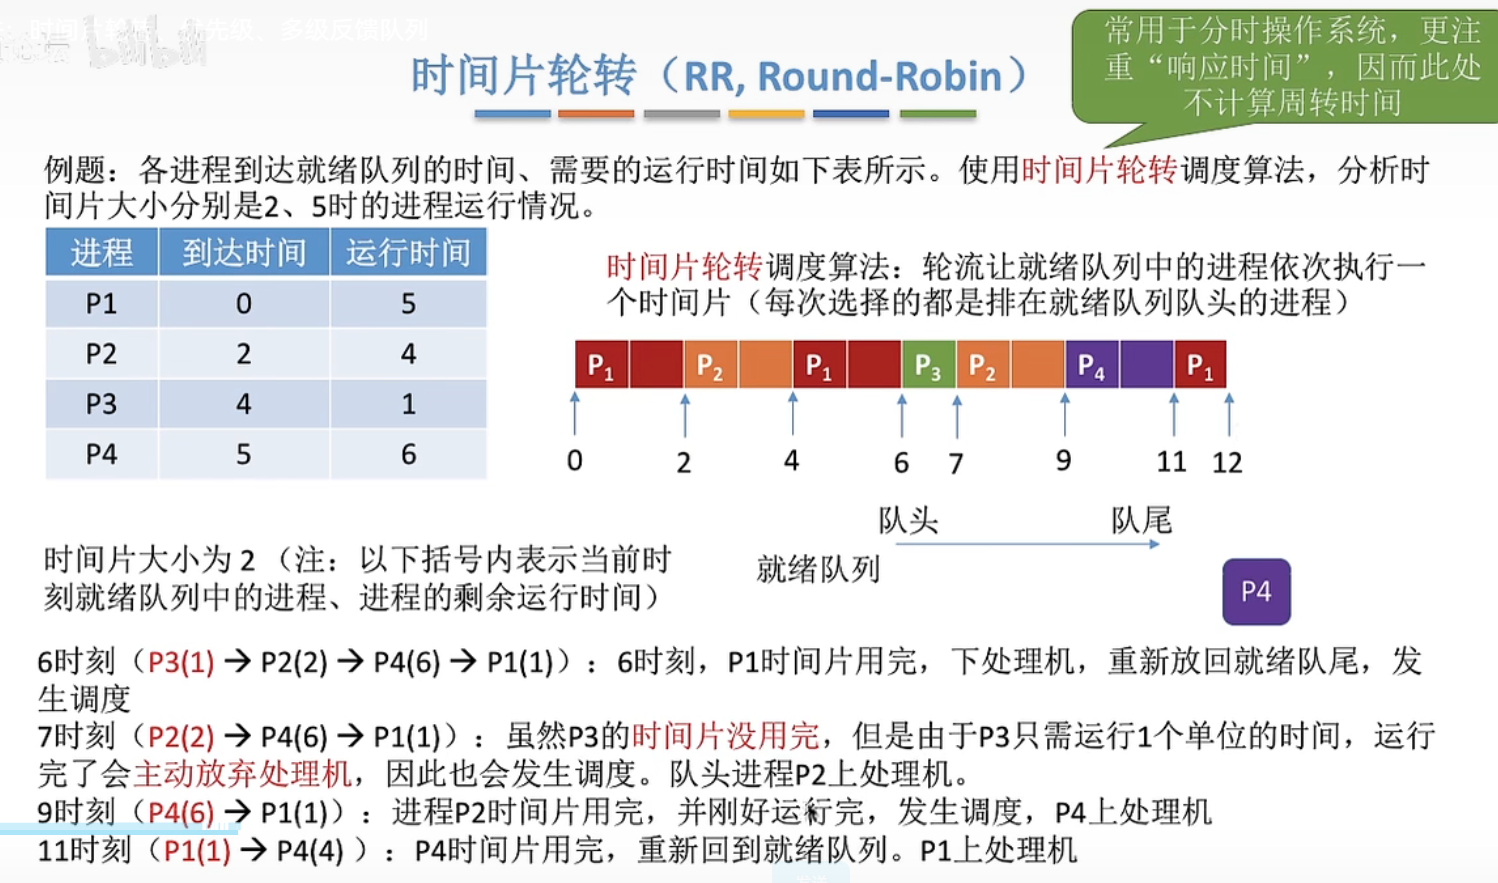 时间片轮转、优先级、多级反馈队列
bilibili
时间片轮转（RR, Round-Robin）
常用于分时操作系统，更注
重“响应时间”，因而此处
不计算周转时间
例题：各进程到达就绪队列的时间、需要的运行时间如下表所示。使用时间片轮转调度算法，分析时
间片大小分别是2、5时的进程运行情况。
进程 到达时间 运行时间
P1 0 5
P2 2 4
P3 4 1
P4 5 6
时间片轮转调度算法：轮流让就绪队列中的进程依次执行一
个时间片（每次选择的都是排在就绪队列队头的进程）
P1 P2 P1 P3 P2 P4 P1
0 2 4 6 7 9 11 12
队头 队尾
就绪队列
P4
时间片大小为 2 （注：以下括号内表示当前时
刻就绪队列中的进程、进程的剩余运行时间）
6时刻（P3(1) → P2(2) → P4(6) → P1(1)）：6时刻，P1时间片用完，下处理机，重新放回就绪队尾，发
生调度
7时刻（P2(2) → P4(6) → P1(1)）：虽然P3的时间片没用完，但是由于P3只需运行1个单位的时间，运行
完了会主动放弃处理机，因此也会发生调度。队头进程P2上处理机。
9时刻（P4(6) → P1(1)）：进程P2时间片用完，并刚好运行完，发生调度，P4上处理机
11时刻（P1(1) → P4(4) ）：P4时间片用完，重新回到就绪队列。P1上处理机